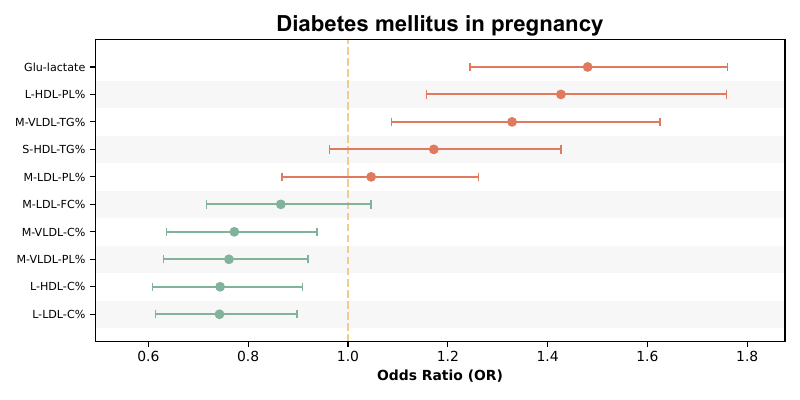 Diabetes mellitus in pregnancy
Glu-lactate
L-HDL-PL%
M-VLDL-TG%
S-HDL-TG%
M-LDL-PL%
M-LDL-FC%
M-VLDL-C%
M-VLDL-PL%
L-HDL-C%
L-LDL-C%
0.6 0.8 1.0 1.2 1.4 1.6 1.8
Odds Ratio (OR)